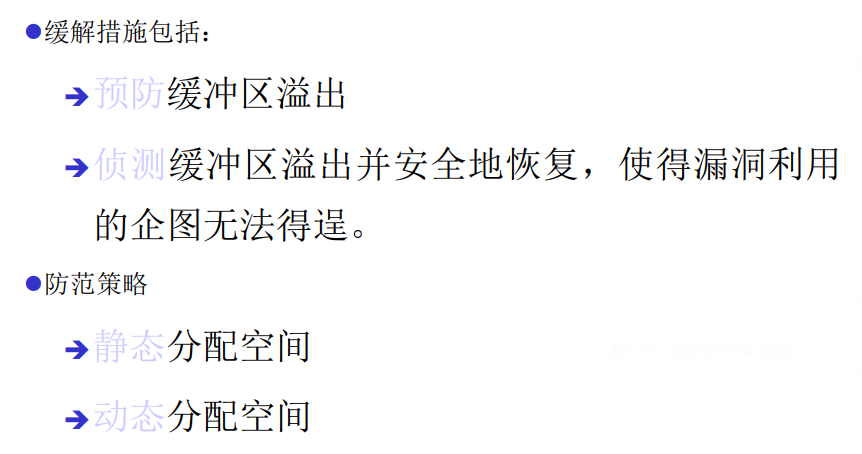 ●缓解措施包括：
➔预防缓冲区溢出
➔侦测缓冲区溢出并安全地恢复，使得漏洞利用
的企图无法得逞。
●防范策略
➔静态分配空间
➔动态分配空间